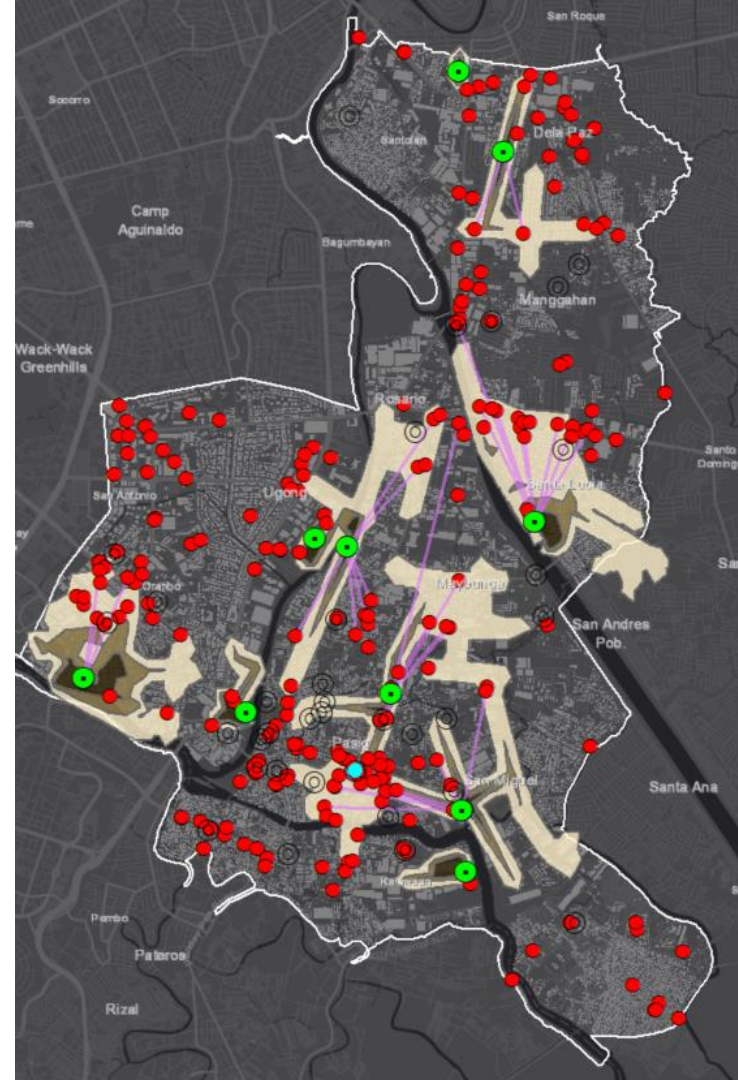 San Roque
Socorro
Dela Paz
Santolan
Camp
Aguinaldo
Bagumbayan
Manggahan
Wack-Wack
Greenhills
Rosario
Santo
Doming
Santa Lucia
Ugong
San Antonio
Maybunga
Oranbo
San Andres
Pob.
Pasig
San Miguel
Santa Ana
Kalawaan
Pembo
Pateros
Rizal